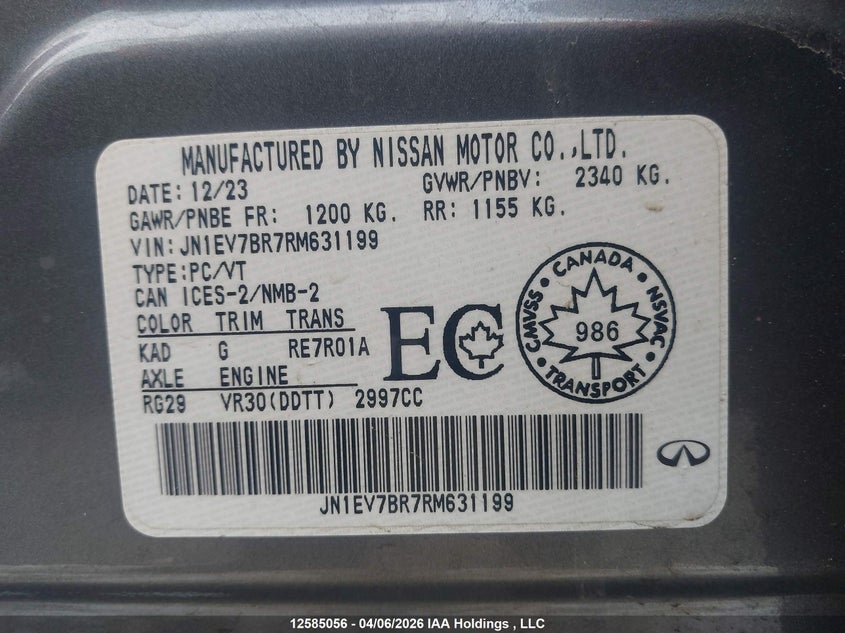 MANUFACTURED BY NISSAN MOTOR CO.,LTD.
DATE: 12/23 GVWR/PNBV: 2340 KG.
GAWR/PNBE FR: 1200 KG. RR: 1155 KG.
VIN: JN1EV7BR7RM631199
TYPE:PC/VT
CAN ICES-2/NMB-2
COLOR TRIM TRANS
KAD G RE7R01A
AXLE ENGINE
RG29 VR30(DDTT) 2997CC
EC
CANADA
CMVSS 986 NSVAC
TRANSPORT
JN1EV7BR7RM631199
12585056 - 04/06/2026 IAA Holdings , LLC